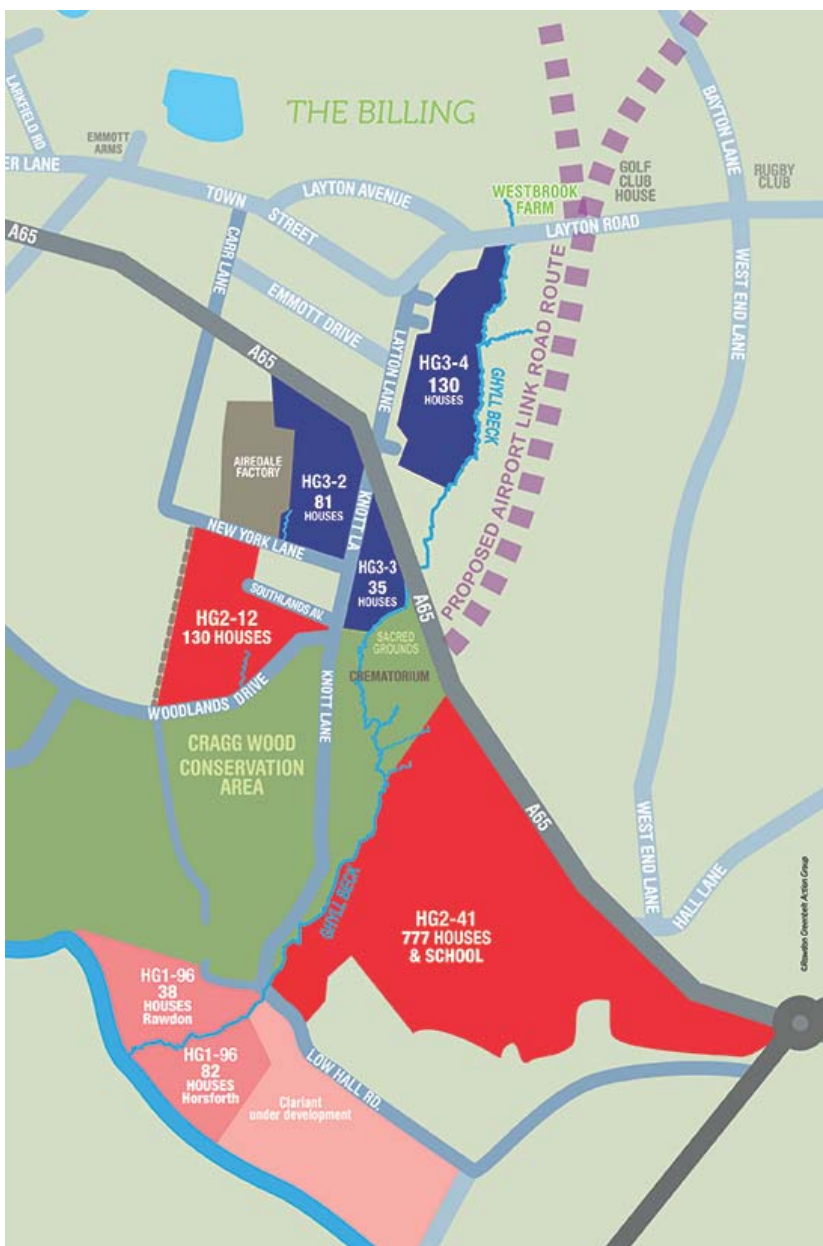 THE BILLING
LARKFIELD RD
EMMOTT
ARMS
ER LANE
TOWN
STREET
LAYTON AVENUE
WESTBROOK
FARM
GOLF
CLUB
HOUSE
BAYTON LANE
RUGBY
CLUB
LAYTON ROAD
A65
CARR LANE
EMMOTT DRIVE
LAYTON LANE
WEST END LANE
A65
HG3-4
130
HOUSES
GHYLL BECK
PROPOSED AIRPORT LINK ROAD ROUTE
AIREDALE
FACTORY
HG3-2
81
HOUSES
KNOTT LA
NEW YORK LANE
HG3-3
35
HOUSES
A65
SOUTHLANDS AV.
HG2-12
130 HOUSES
SACRED
GROUNDS
CREMATORIUM
WOODLANDS DRIVE
KNOTT LANE
CRAGG WOOD
CONSERVATION
AREA
A65
WEST END LANE
HALL LANE
GHYLL BECK
HG2-41
777 HOUSES
& SCHOOL
©Rawdon Greenbelt Action Group
HG1-96
38
HOUSES
Rawdon
HG1-96
82
HOUSES
Horsforth
LOW HALL RD.
Clariant
under development